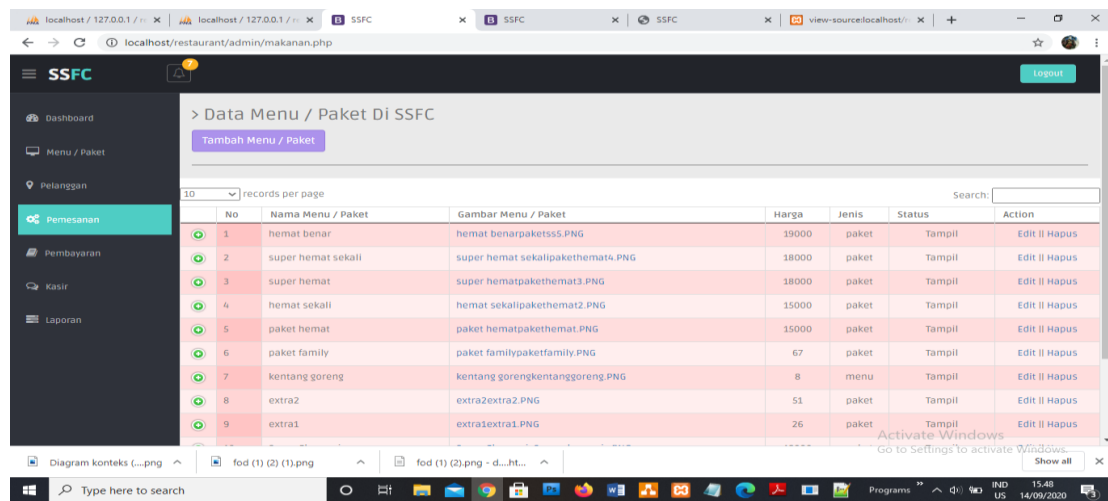 localhost / 127.0.0.1 / r localhost / 127.0.0.1 / r SSFC SSFC SSFC view-source:localhost/r
localhost/restaurant/admin/makanan.php
SSFC 7 Logout
Dashboard
Menu / Paket
Pelanggan
Pemesanan
Pembayaran
Kasir
Laporan
> Data Menu / Paket Di SSFC
Tambah Menu / Paket
10 records per page Search:
No Nama Menu / Paket Gambar Menu / Paket Harga Jenis Status Action
1 hemat benar hemat benarpaketss5.PNG 19000 paket Tampil Edit || Hapus
2 super hemat sekali super hemat sekalipakethemat4.PNG 18000 paket Tampil Edit || Hapus
3 super hemat super hematpakethemat3.PNG 18000 paket Tampil Edit || Hapus
4 hemat sekali hemat sekalipakethemat2.PNG 15000 paket Tampil Edit || Hapus
5 paket hemat paket hematpakethemat.PNG 15000 paket Tampil Edit || Hapus
6 paket family paket familypaketfamily.PNG 67 paket Tampil Edit || Hapus
7 kentang goreng kentang gorengkentanggoreng.PNG 8 menu Tampil Edit || Hapus
8 extra2 extra2extra2.PNG 51 paket Tampil Edit || Hapus
9 extra1 extra1extra1.PNG 26 paket Tampil Edit || Hapus
Activate Windows
Go to Settings to activate Windows.
Diagram konteks (....png fod (1) (2) (1).png fod (1) (2).png - d....ht... Show all
Type here to search Programs IND 15.48
US 14/09/2020